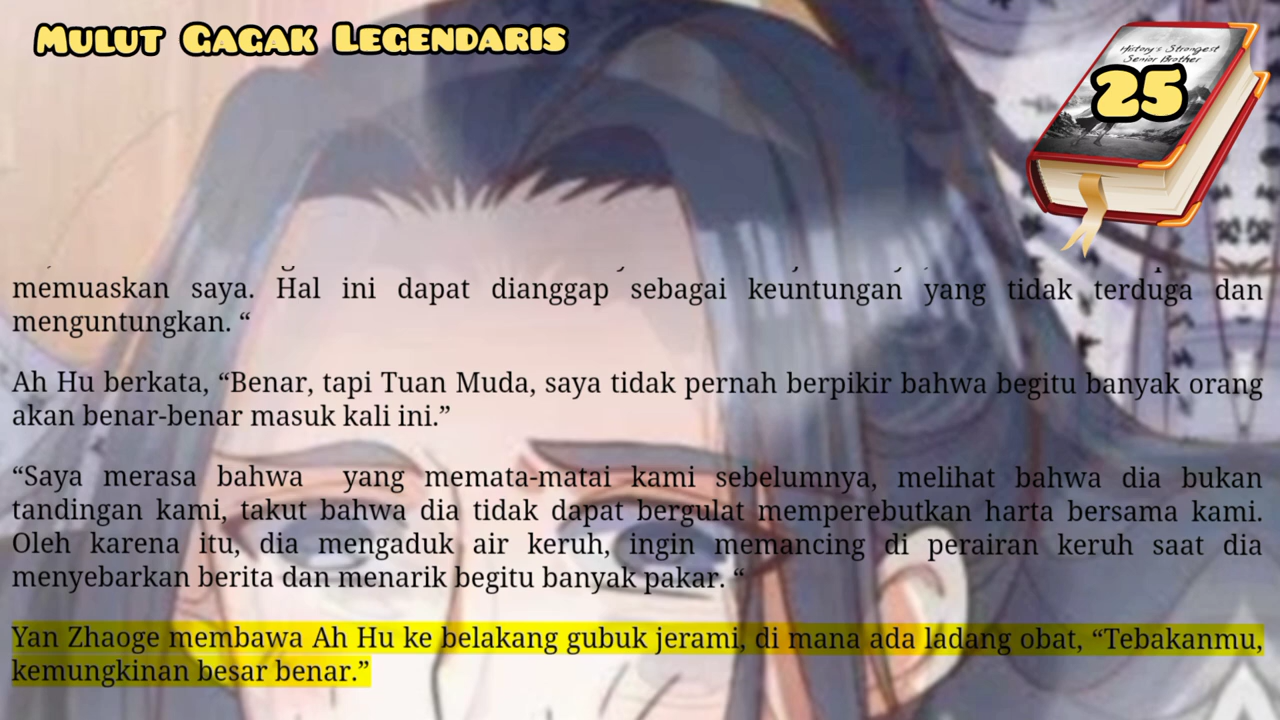 Mulut Gagak Legendaris
History's Strongest
Senior Brother
25
memuaskan saya. Hal ini dapat dianggap sebagai keuntungan yang tidak terduga dan
menguntungkan. “
Ah Hu berkata, “Benar, tapi Tuan Muda, saya tidak pernah berpikir bahwa begitu banyak orang
akan benar-benar masuk kali ini.”
“Saya merasa bahwa yang memata-matai kami sebelumnya, melihat bahwa dia bukan
tandingan kami, takut bahwa dia tidak dapat bergulat memperebutkan harta bersama kami.
Oleh karena itu, dia mengaduk air keruh, ingin memancing di perairan keruh saat dia
menyebarkan berita dan menarik begitu banyak pakar. “
Yan Zhaoge membawa Ah Hu ke belakang gubuk jerami, di mana ada ladang obat, “Tebakanmu,
kemungkinan besar benar.”